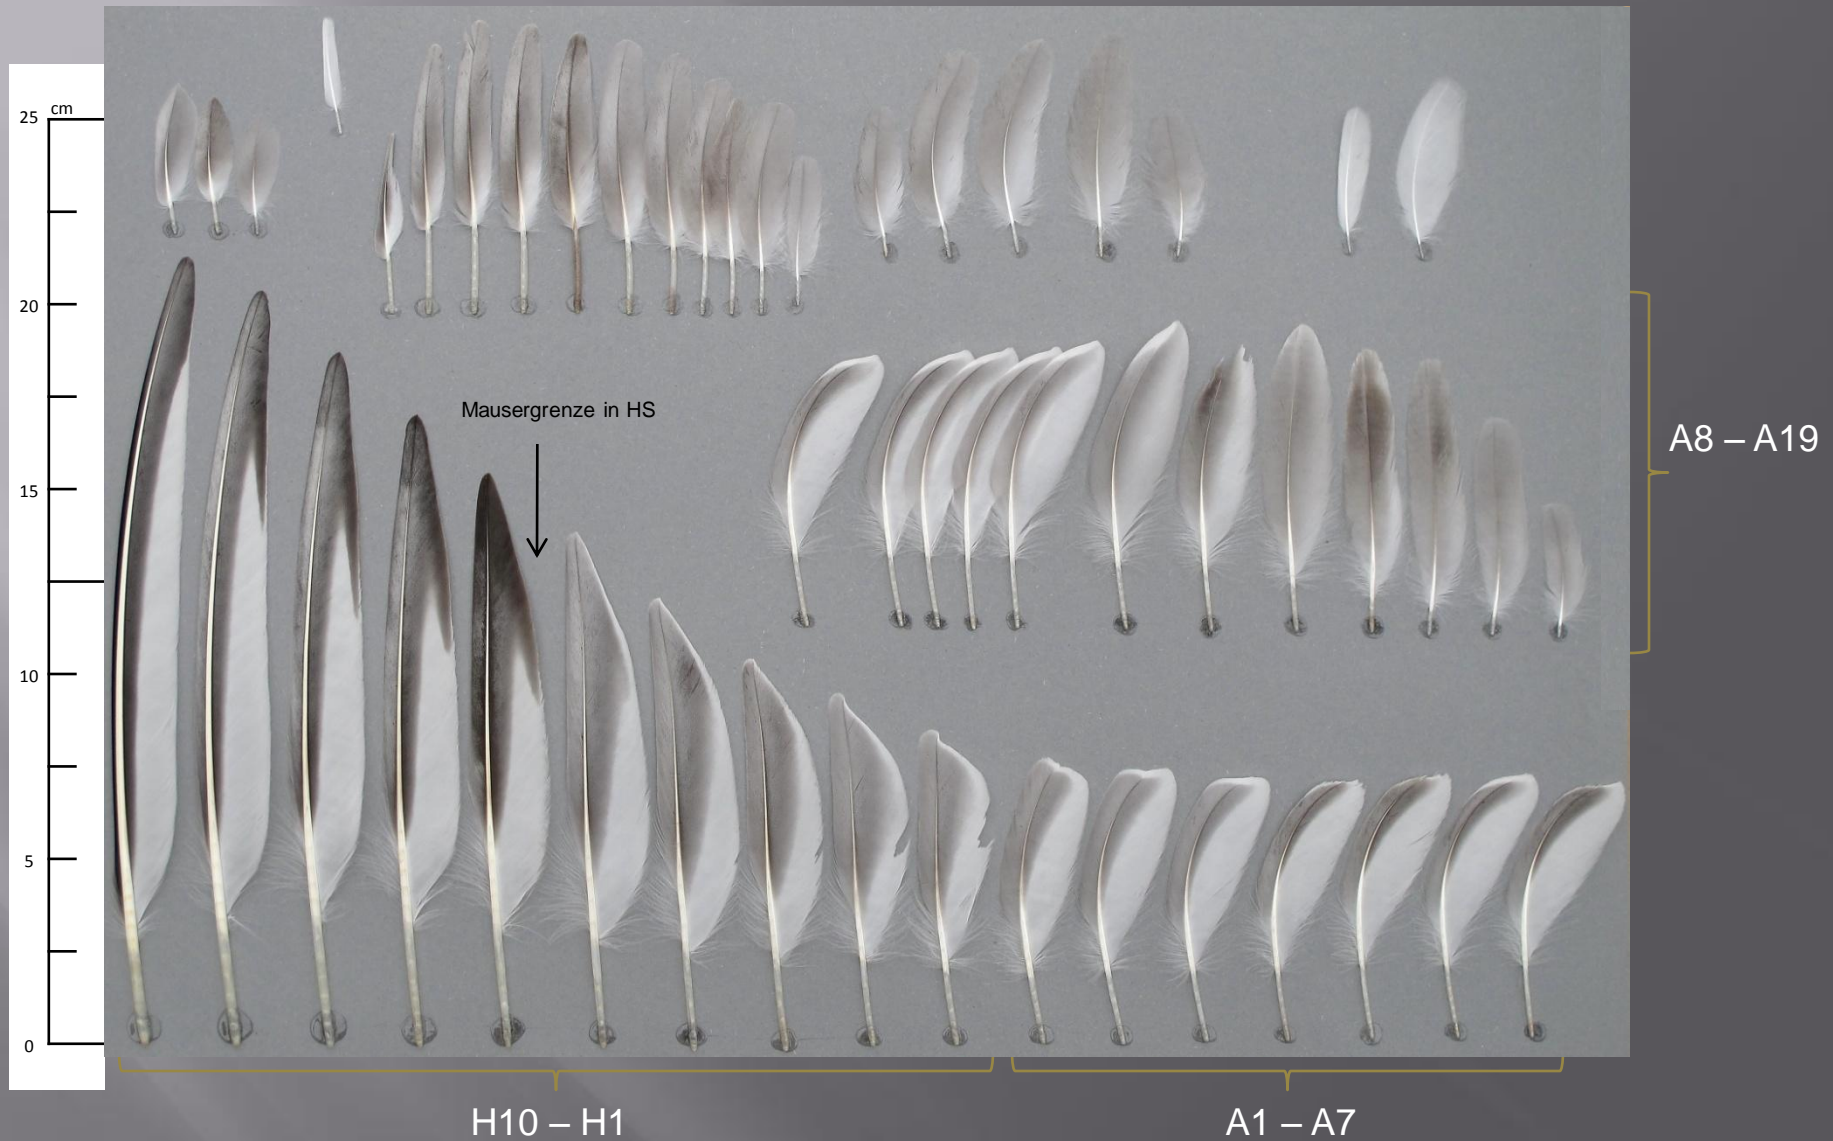 cm
25
20
15
10
5
0
Mausergrenze in HS
A8 – A19
H10 – H1
A1 – A7